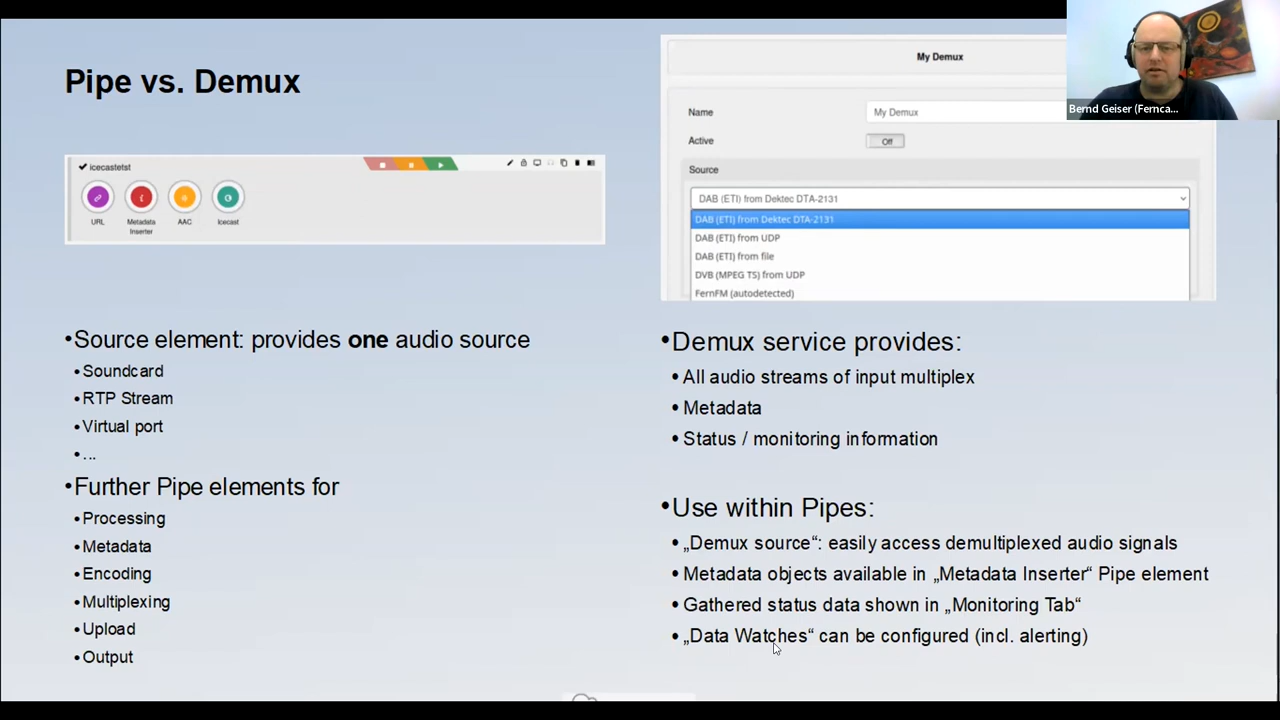 Pipe vs. Demux
icecastetst
URL
Metadata
Inserter
AAC
Icecast
•Source element: provides one audio source
•Soundcard
•RTP Stream
•Virtual port
•...
•Further Pipe elements for
•Processing
•Metadata
•Encoding
•Multiplexing
•Upload
•Output
My Demux
Name
My Demux
Active
Off
Source
DAB (ETI) from Dektec DTA-2131
DAB (ETI) from Dektec DTA-2131
DAB (ETI) from UDP
DAB (ETI) from file
DVB (MPEG TS) from UDP
FernFM (autodetected)
Bernd Geiser (Fernca...
•Demux service provides:
•All audio streams of input multiplex
•Metadata
•Status / monitoring information
•Use within Pipes:
•„Demux source“: easily access demultiplexed audio signals
•Metadata objects available in „Metadata Inserter“ Pipe element
•Gathered status data shown in „Monitoring Tab“
•„Data Watches“ can be configured (incl. alerting)